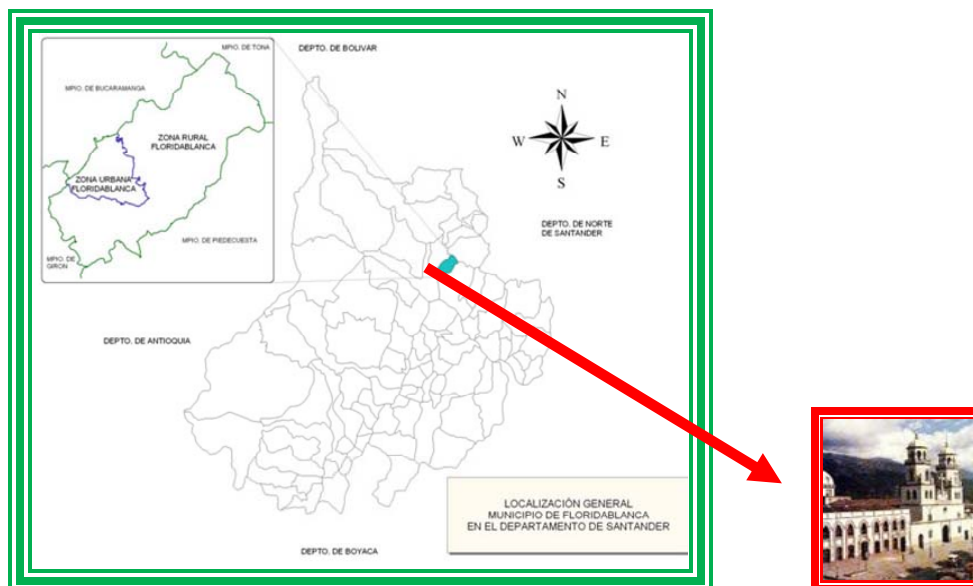 MPIO. DE TONA
DEPTO. DE BOLIVAR
MPIO. DE BUCARAMANGA
ZONA RURAL
FLORIDABLANCA
ZONA URBANA
FLORIDABLANCA
MPIO. DE PIEDECUESTA
MPIO. DE
GIRON
N
W
E
S
DEPTO. DE NORTE
DE SANTANDER
DEPTO. DE ANTIOQUIA
LOCALIZACIÓN GENERAL
MUNICIPIO DE FLORIDABLANCA
EN EL DEPARTAMENTO DE SANTANDER
DEPTO. DE BOYACA